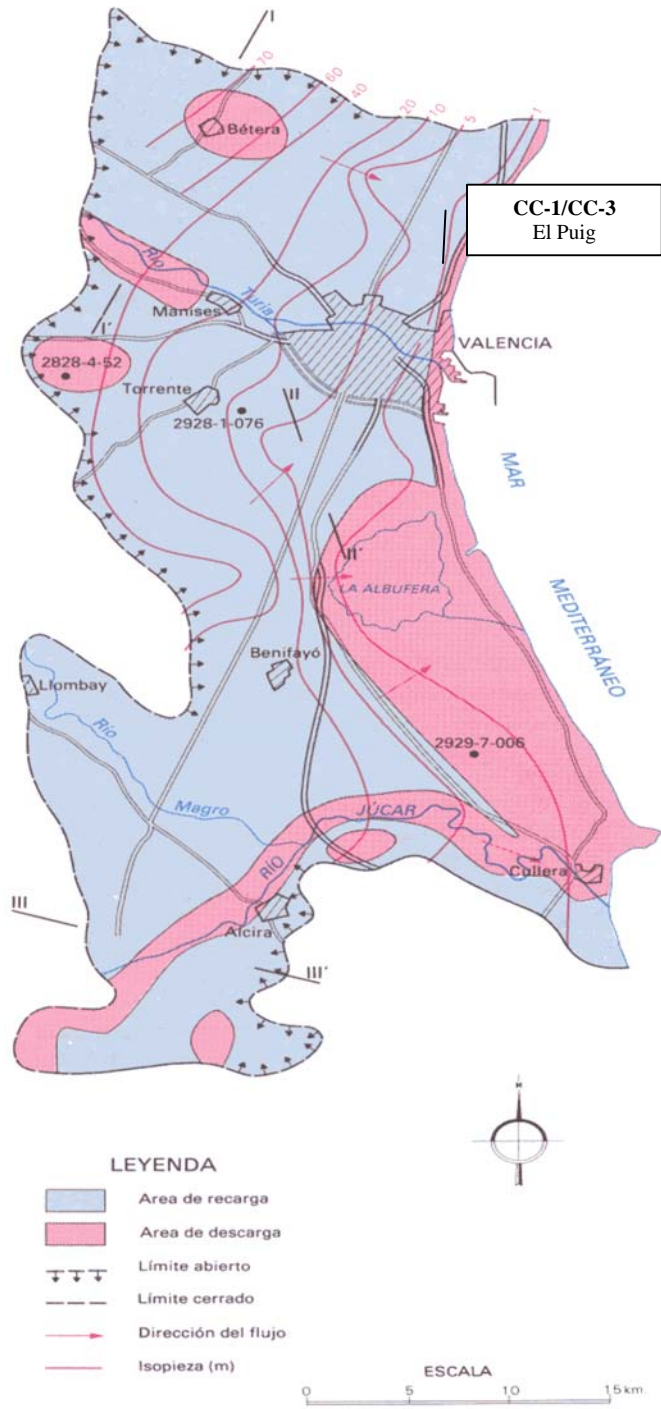 I
70
60
40
20
10
5
1
Bétera
CC-1/CC-3
El Puig
Río
Turia
Manises
I'
VALENCIA
2828-4-52
Torrente
II
2928-1-076
MAR
MEDITERRÁNEO
II'
LA ALBUFERA
Benifayó
Llombay
Río
Magro
2929-7-006
RÍO
JÚCAR
Cullera
III
Alcira
III'
N
LEYENDA
Area de recarga
Area de descarga
Límite abierto
Límite cerrado
Dirección del flujo
Isopieza (m)
ESCALA
0 5 10 15 km.